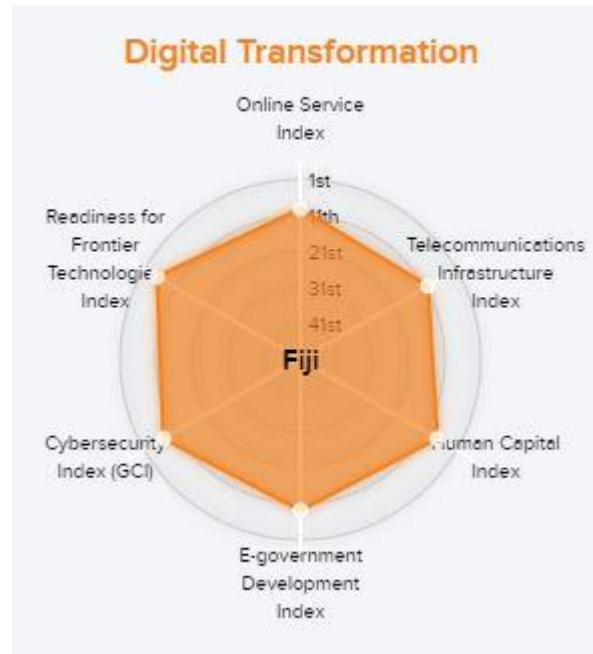 Digital Transformation
Online Service
Index
1st
11th
21st
31st
41st
Readiness for
Frontier
Technologie
Index
Telecommunications
Infrastructure
Index
Fiji
Cybersecurity
Index (GCI)
Human Capital
Index
E-government
Development
Index